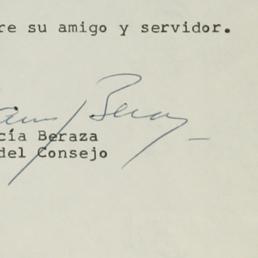 re su amigo y servidor.
cía Beraza
del Consejo